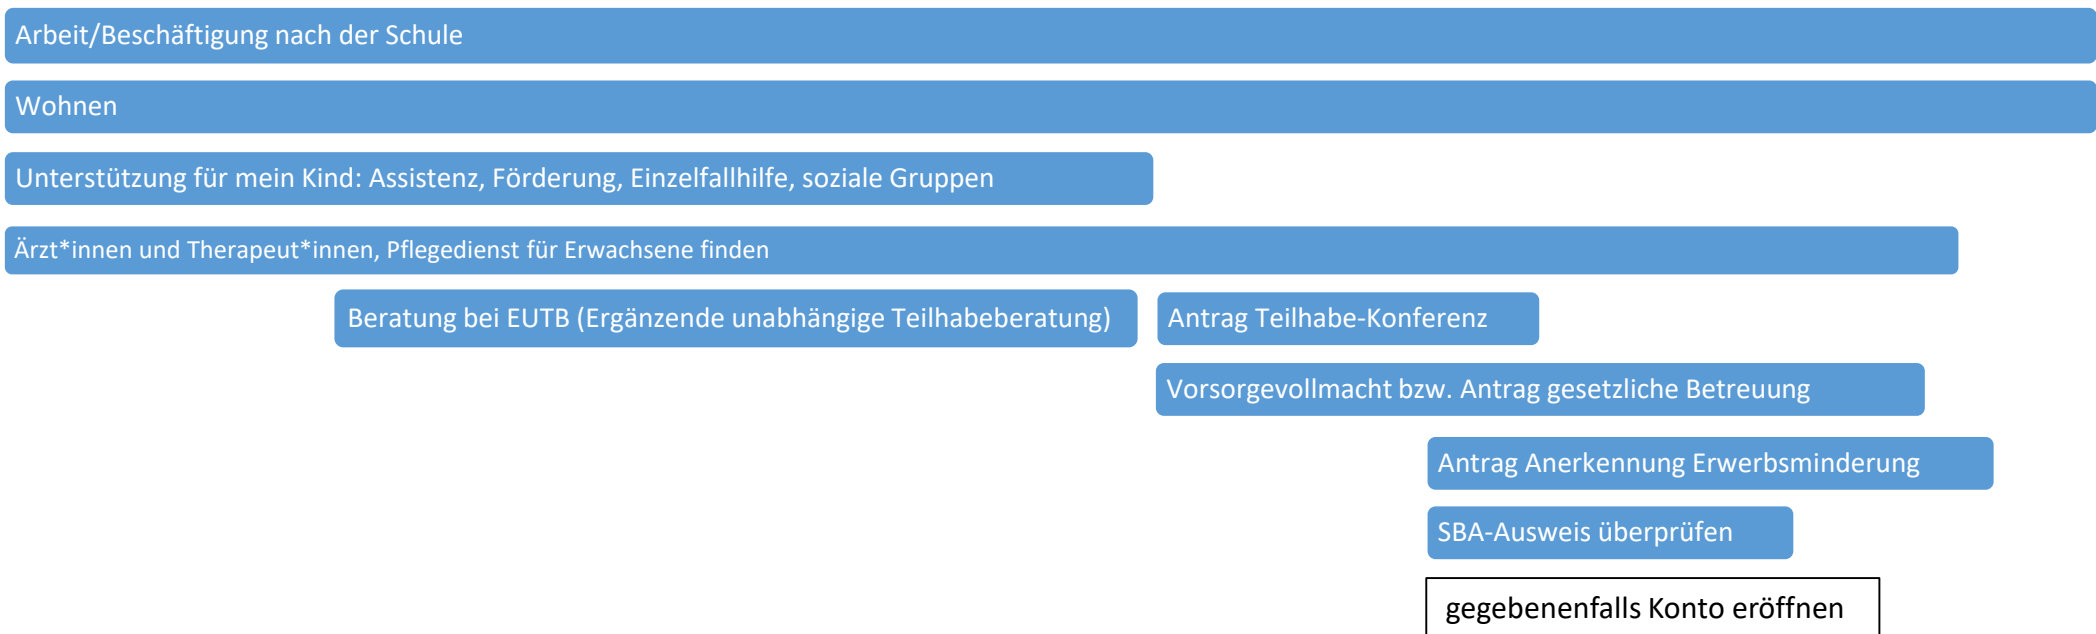 Arbeit/Beschäftigung nach der Schule
Wohnen
Unterstützung für mein Kind: Assistenz, Förderung, Einzelfallhilfe, soziale Gruppen
Ärzt*innen und Therapeut*innen, Pflegedienst für Erwachsene finden
Beratung bei EUTB (Ergänzende unabhängige Teilhabeberatung)
Antrag Teilhabe-Konferenz
Vorsorgevollmacht bzw. Antrag gesetzliche Betreuung
Antrag Anerkennung Erwerbsminderung
SBA-Ausweis überprüfen
gegebenenfalls Konto eröffnen